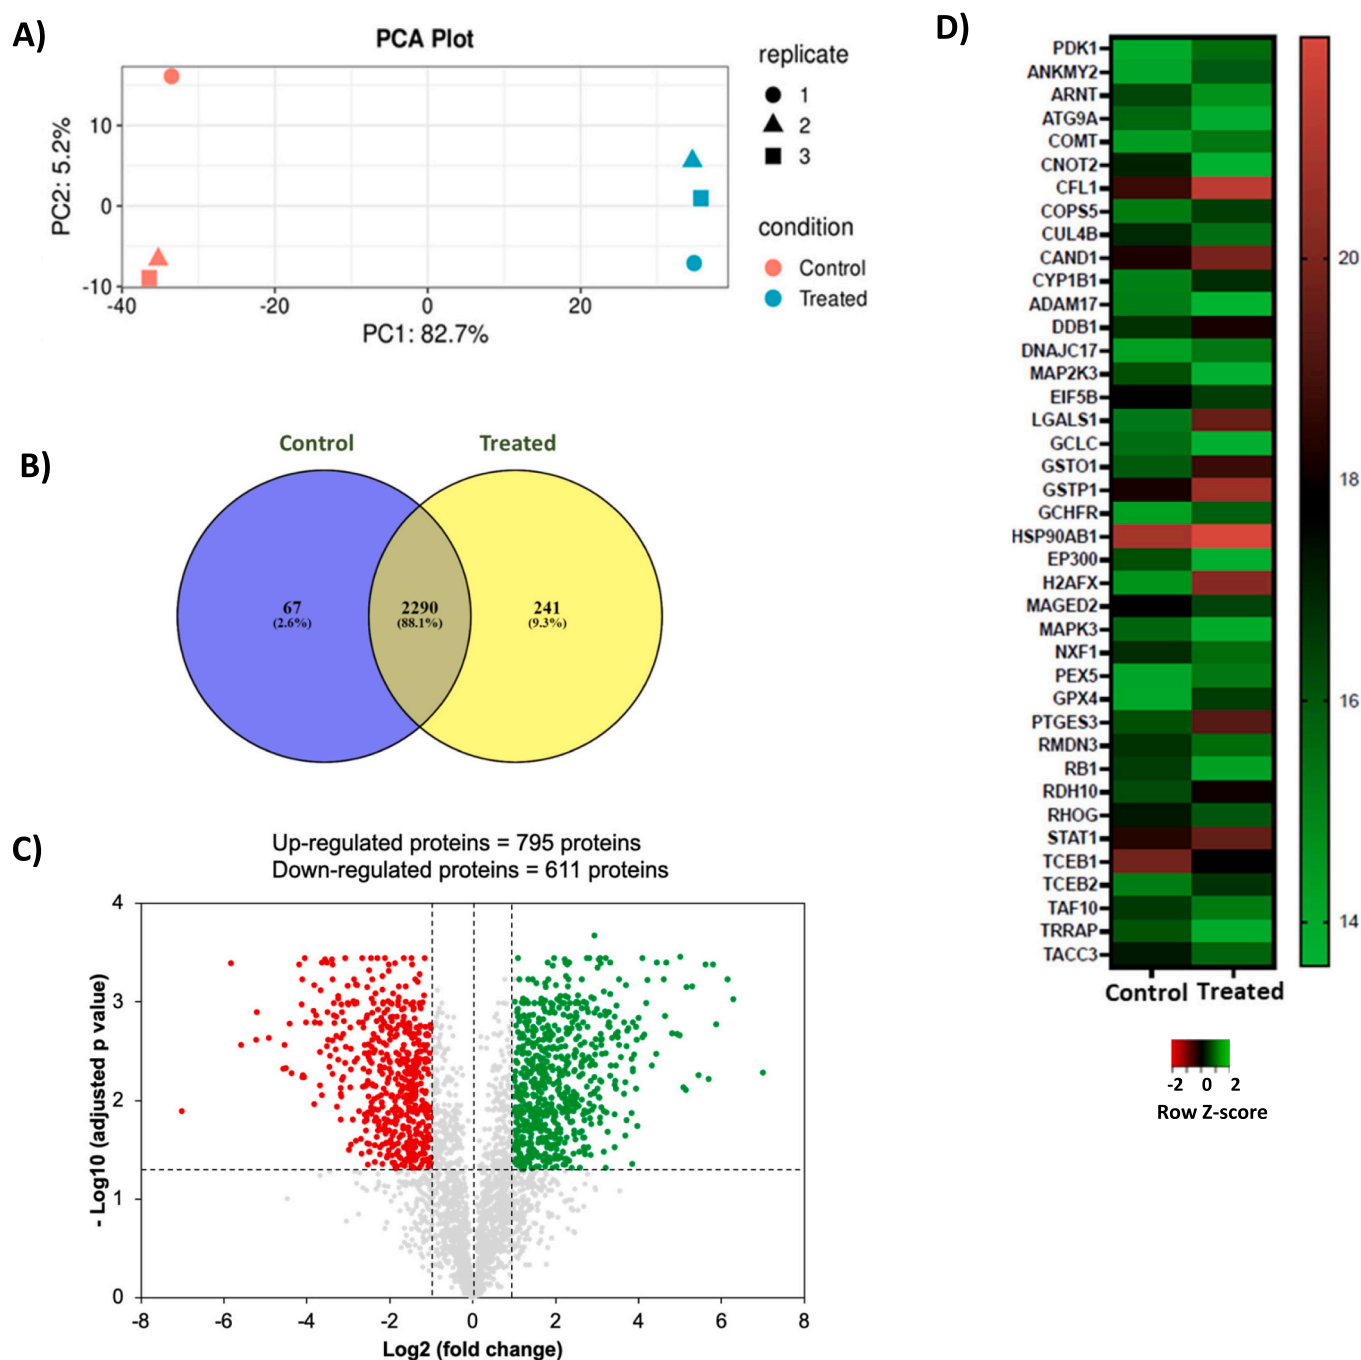 A)
PCA Plot
10
0
-10
-40
-20
0
20
PC2: 5.2%
PC1: 82.7%
replicate
1
2
3
condition
Control
Treated
B)
Control
Treated
67
(2.6%)
2290
(88.1%)
241
(9.3%)
C)
Up-regulated proteins = 795 proteins
Down-regulated proteins = 611 proteins
4
3
2
1
0
-8
-6
-4
-2
0
2
4
6
8
- Log10 (adjusted p value)
Log2 (fold change)
D)
PDK1
ANKMY2
ARNT
ATG9A
COMT
CNOT2
CFL1
COPS5
CUL4B
CAND1
CYP1B1
ADAM17
DDB1
DNAJC17
MAP2K3
EIF5B
LGALS1
GCLC
GSTO1
GSTP1
GCHFR
HSP90AB1
EP300
H2AFX
MAGED2
MAPK3
NXF1
PEX5
GPX4
PTGES3
RMDN3
RB1
RDH10
RHOG
STAT1
TCEB1
TCEB2
TAF10
TRRAP
TACC3
Control Treated
20
18
16
14
-2 0 2
Row Z-score